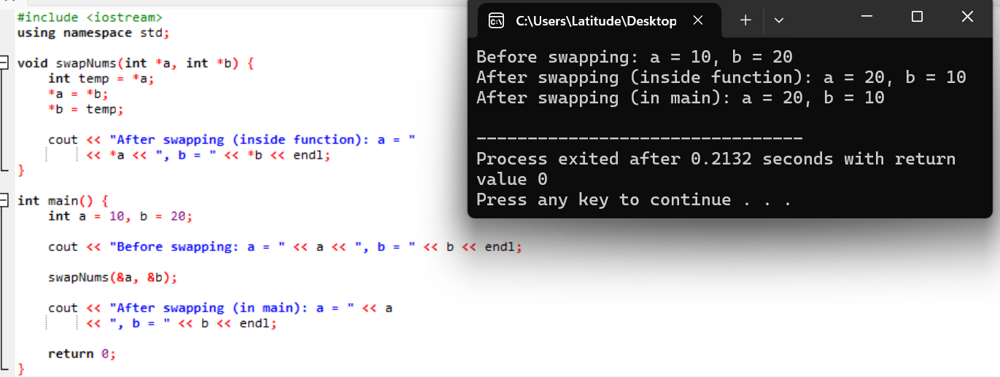 #include <iostream>
using namespace std;

void swapNums(int *a, int *b) {
    int temp = *a;
    *a = *b;
    *b = temp;

    cout << "After swapping (inside function): a = "
         << *a << ", b = " << *b << endl;
}

int main() {
    int a = 10, b = 20;

    cout << "Before swapping: a = " << a << ", b = " << b << endl;

    swapNums(&a, &b);

    cout << "After swapping (in main): a = " << a
         << ", b = " << b << endl;

    return 0;
}
C:\Users\Latitude\Desktop
Before swapping: a = 10, b = 20
After swapping (inside function): a = 20, b = 10
After swapping (in main): a = 20, b = 10

--------------------------------
Process exited after 0.2132 seconds with return
value 0
Press any key to continue . . .